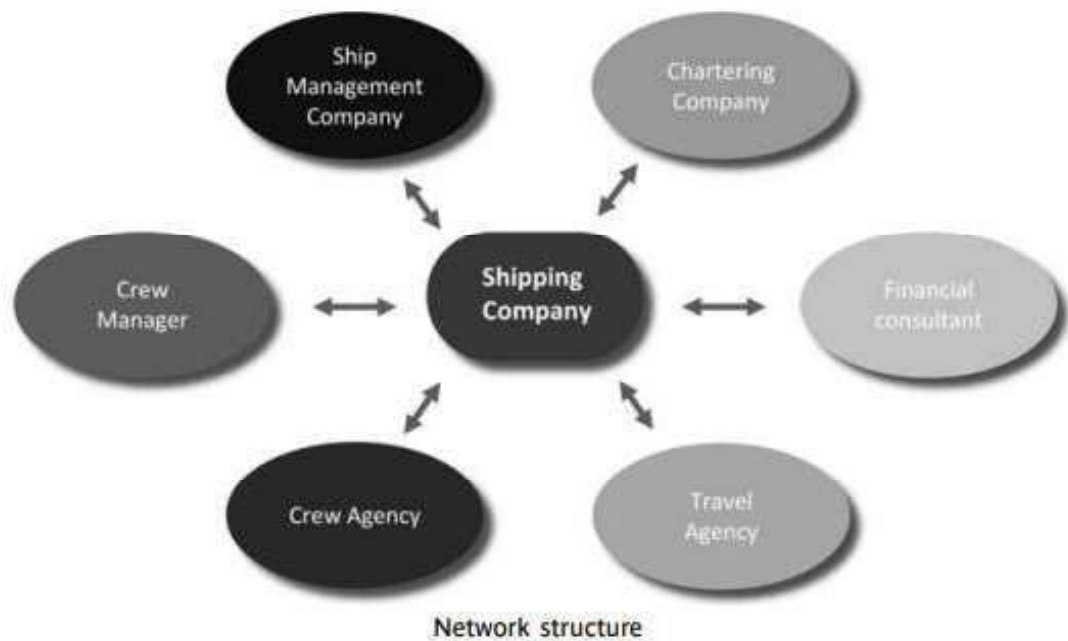 Ship
Management
Company
Chartering
Company
Crew
Manager
Shipping
Company
Financial
consultant
Crew Agency
Travel
Agency
Network structure